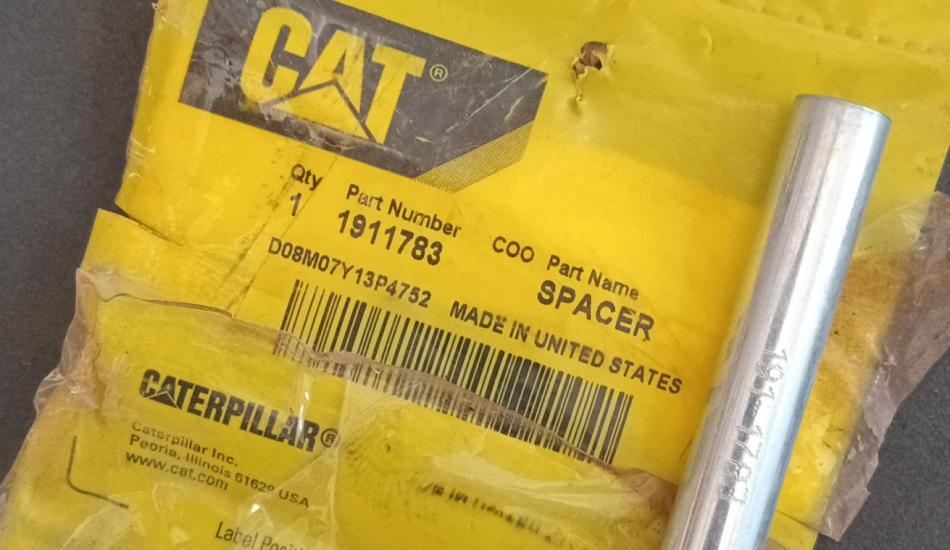 CAT®
Qty Part Number
1 1911783
COO Part Name
SPACER
D08M07Y13P4752 MADE IN UNITED STATES
CATERPILLAR®
Caterpillar Inc.
Peoria, Illinois 61629 USA
www.cat.com
Label